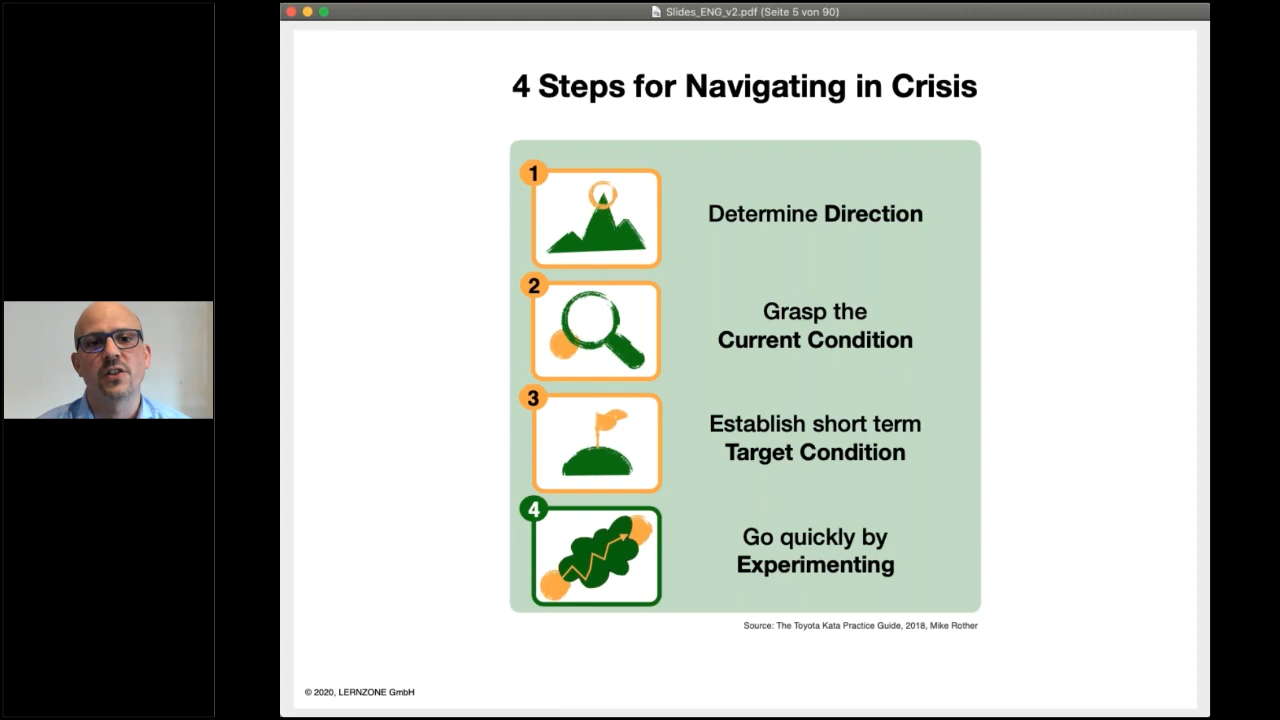 Slides_ENG_v2.pdf (Seite 5 von 90)
4 Steps for Navigating in Crisis
1
Determine Direction
2
Grasp the
Current Condition
3
Establish short term
Target Condition
4
Go quickly by
Experimenting
Source: The Toyota Kata Practice Guide, 2018, Mike Rother
© 2020, LERNZONE GmbH